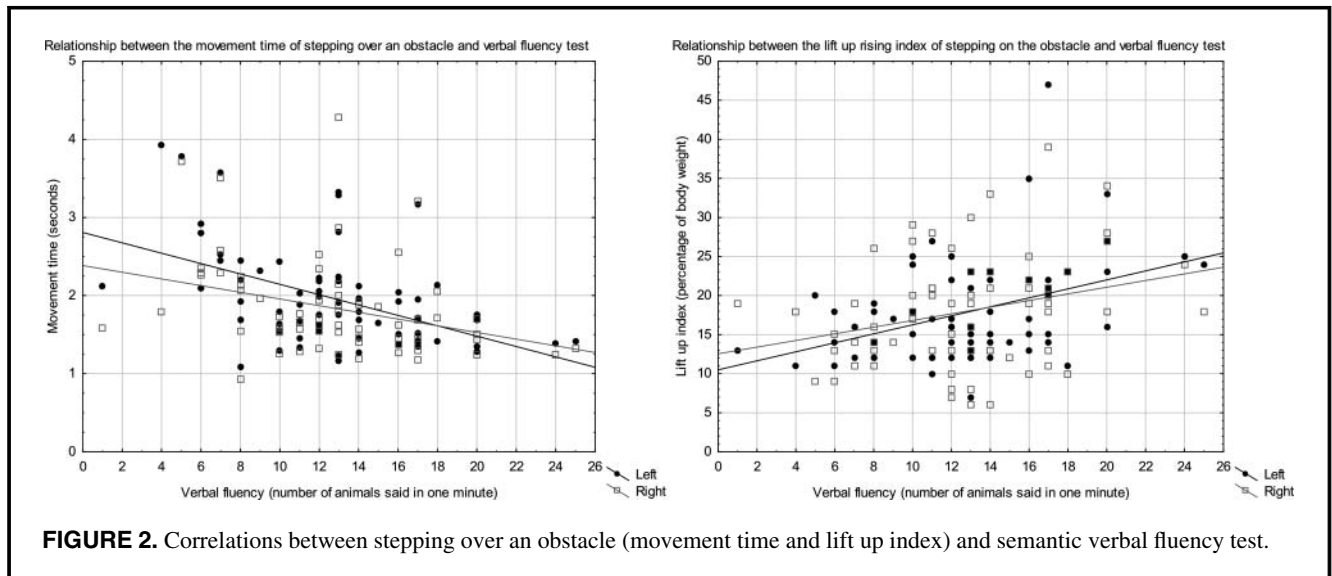 Relationship between the movement time of stepping over an obstacle and verbal fluency test
5
4
3
2
1
0
Movement time (seconds)
0 2 4 6 8 10 12 14 16 18 20 22 24 26
Verbal fluency (number of animals said in one minute)
Left
Right
Relationship between the lift up rising index of stepping on the obstacle and verbal fluency test
50
45
40
35
30
25
20
15
10
5
0
Lift up index (percentage of body weight)
0 2 4 6 8 10 12 14 16 18 20 22 24 26
Verbal fluency (number of animals said in one minute)
Left
Right
FIGURE 2. Correlations between stepping over an obstacle (movement time and lift up index) and semantic verbal fluency test.